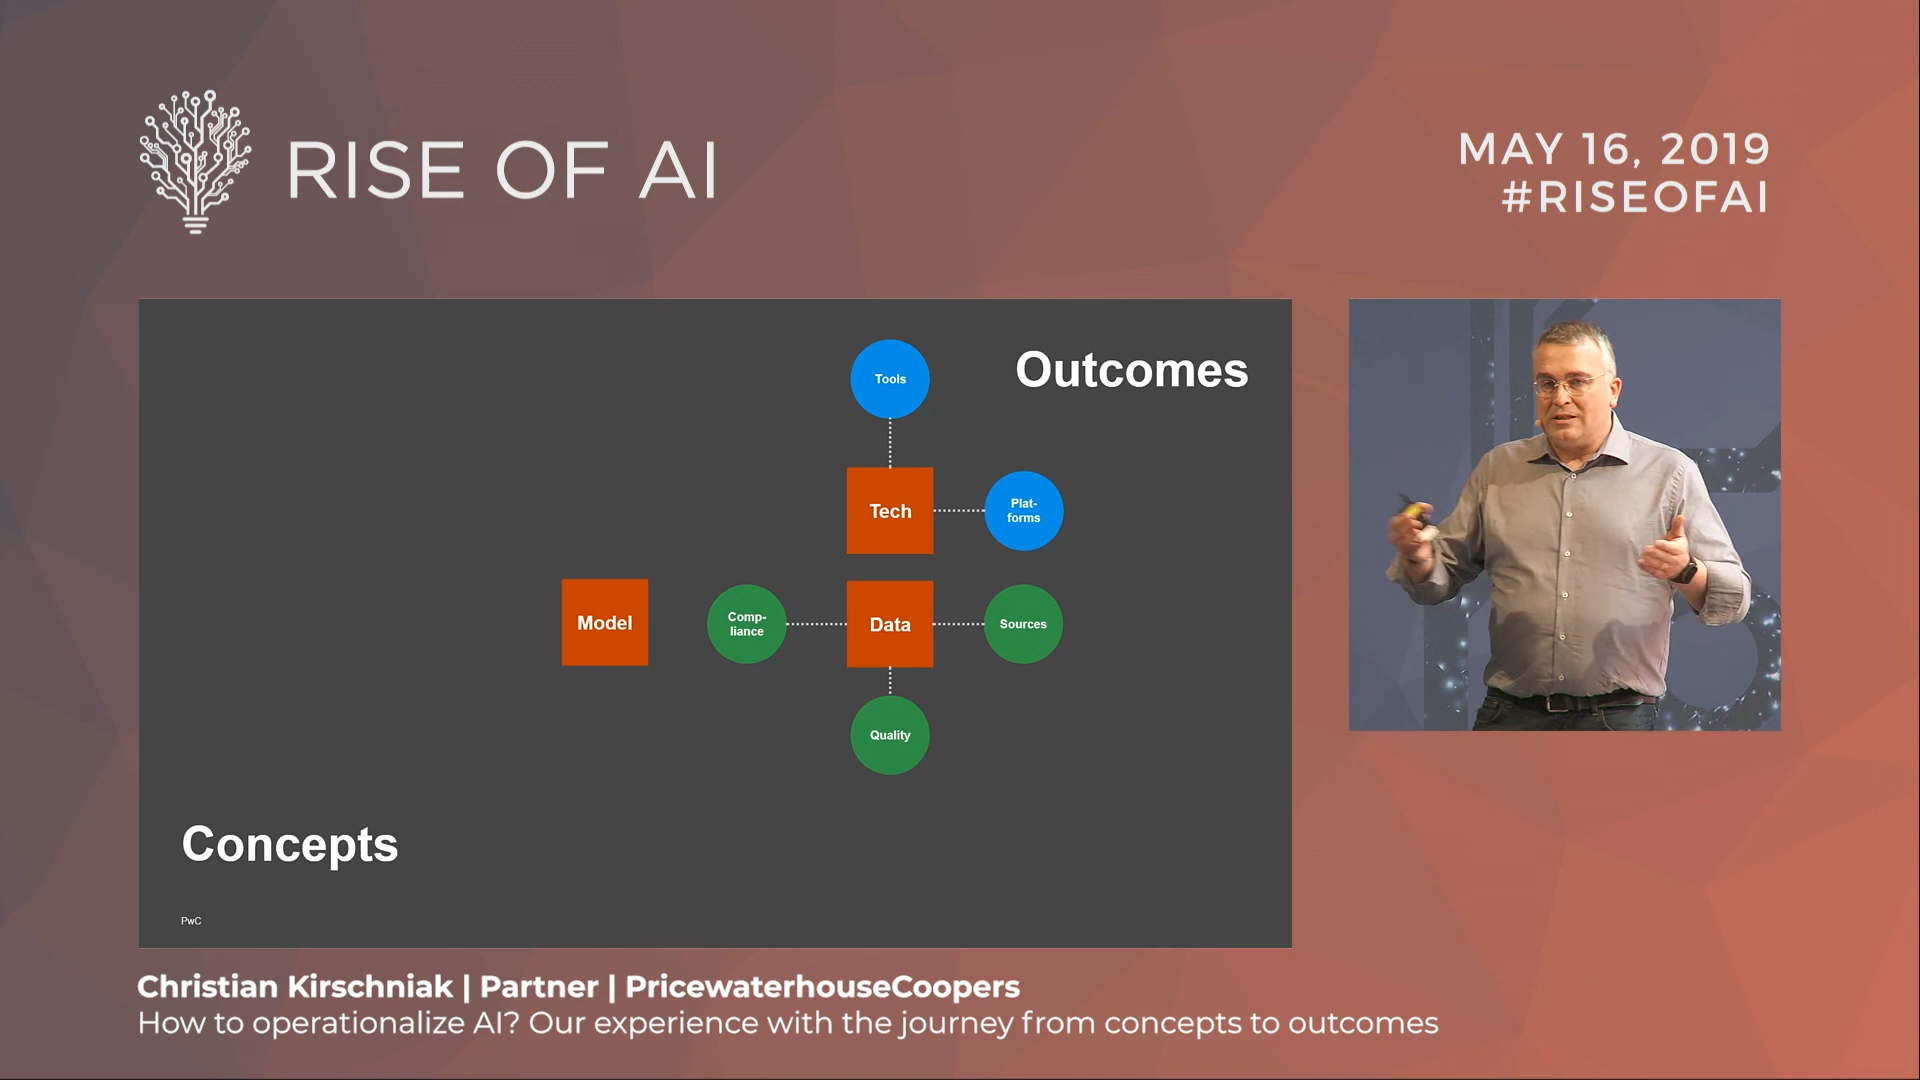 RISE OF AI
MAY 16, 2019
#RISEOFAI
Outcomes
Tools
Tech
Plat-
forms
Model
Comp-
liance
Data
Sources
Quality
Concepts
PwC
Christian Kirschniak | Partner | PricewaterhouseCoopers
How to operationalize AI? Our experience with the journey from concepts to outcomes